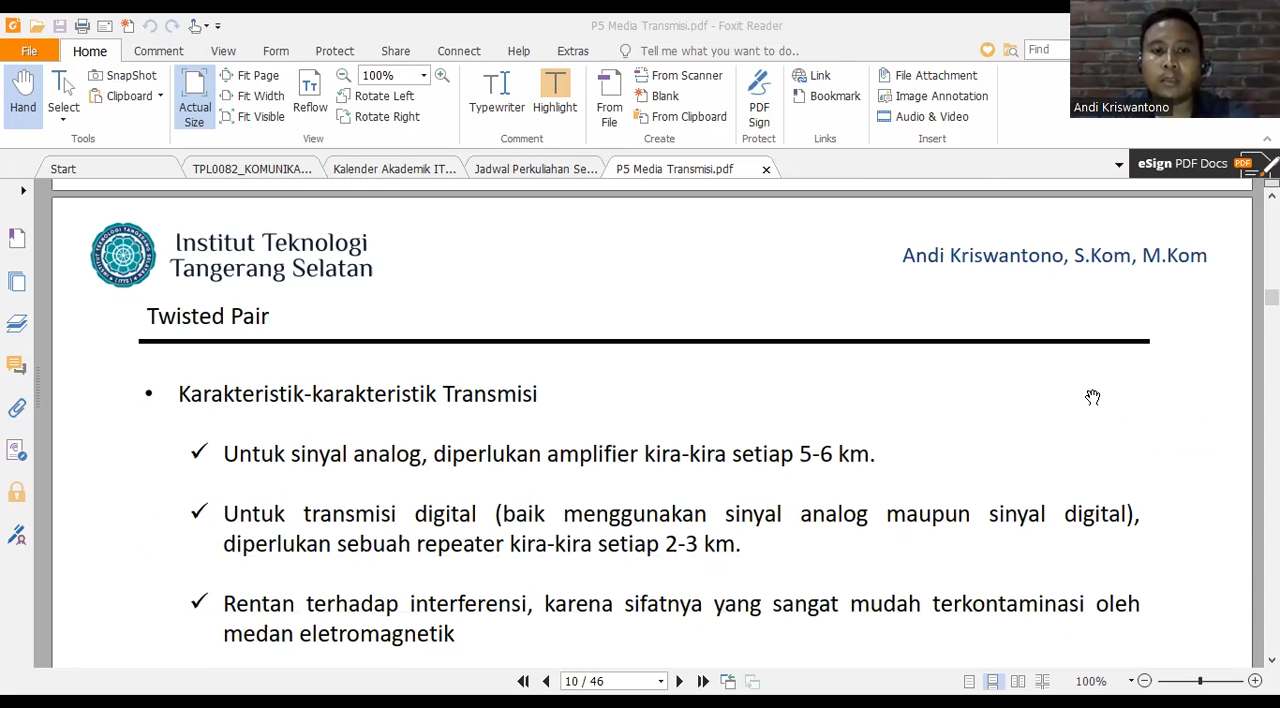 P5 Media Transmisi.pdf - Foxit Reader
File Home Comment View Form Protect Share Connect Help Extras Tell me what you want to do.. Find
Hand Select SnapShot Clipboard
Tools
Actual Size Fit Page Fit Width Fit Visible Reflow 100% Rotate Left Rotate Right
View
Typewriter Highlight
Comment
From File From Scanner Blank From Clipboard
Create
PDF Sign
Protect
Link Bookmark
Links
File Attachment Image Annotation Audio & Video
Insert
Andi Kriswantono
Start TPL0082_KOMUNIKA... Kalender Akademik IT... Jadwal Perkuliahan Se... P5 Media Transmisi.pdf
eSign PDF Docs PDF
Institut Teknologi
Tangerang Selatan
Andi Kriswantono, S.Kom, M.Kom
Twisted Pair
• Karakteristik-karakteristik Transmisi
✓ Untuk sinyal analog, diperlukan amplifier kira-kira setiap 5-6 km.
✓ Untuk transmisi digital (baik menggunakan sinyal analog maupun sinyal digital),
diperlukan sebuah repeater kira-kira setiap 2-3 km.
✓ Rentan terhadap interferensi, karena sifatnya yang sangat mudah terkontaminasi oleh
medan eletromagnetik
10 / 46
100%